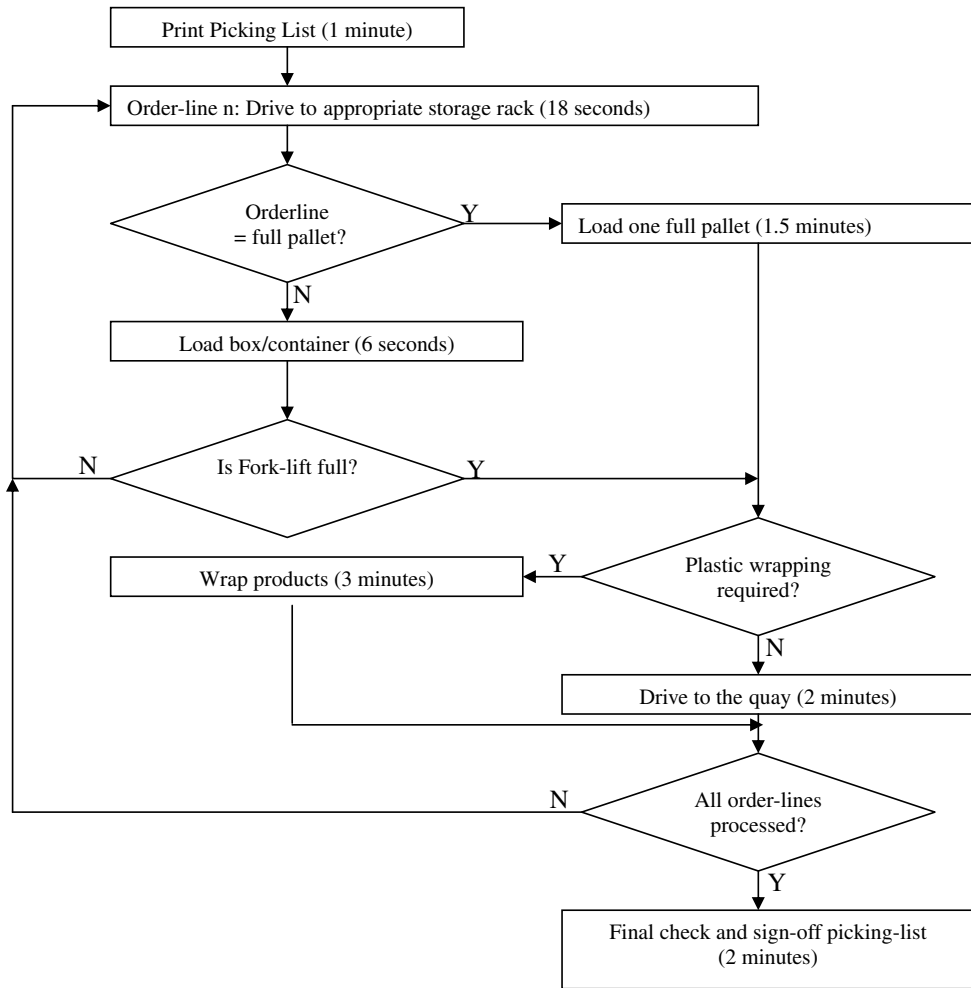 Print Picking List (1 minute)
Order-line n: Drive to appropriate storage rack (18 seconds)
Orderline
= full pallet?
Y
Load one full pallet (1.5 minutes)
N
Load box/container (6 seconds)
Is Fork-lift full?
N
Y
Plastic wrapping
required?
Y
Wrap products (3 minutes)
N
Drive to the quay (2 minutes)
All order-lines
processed?
N
Y
Final check and sign-off picking-list
(2 minutes)